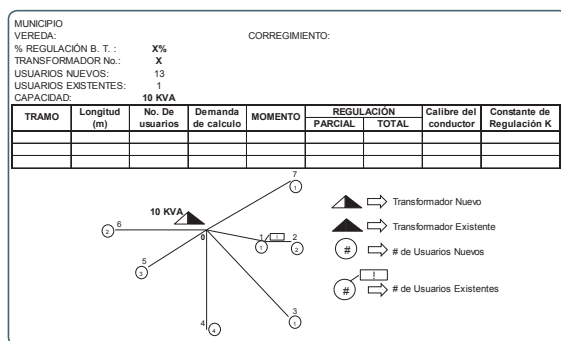 MUNICIPIO
VEREDA: CORREGIMIENTO:
% REGULACIÓN B. T. : X%
TRANSFORMADOR No.: X
USUARIOS NUEVOS: 13
USUARIOS EXISTENTES: 1
CAPACIDAD: 10 KVA
TRAMO Longitud (m) No. De usuarios Demanda de calculo MOMENTO REGULACIÓN Calibre del conductor Constante de Regulación K
PARCIAL TOTAL
7
1
10 KVA
Transformador Nuevo
Transformador Existente
6
2
0
1 ! 2
1 2
# # de Usuarios Nuevos
5
3
!
# # de Usuarios Existentes
3
1
4
4